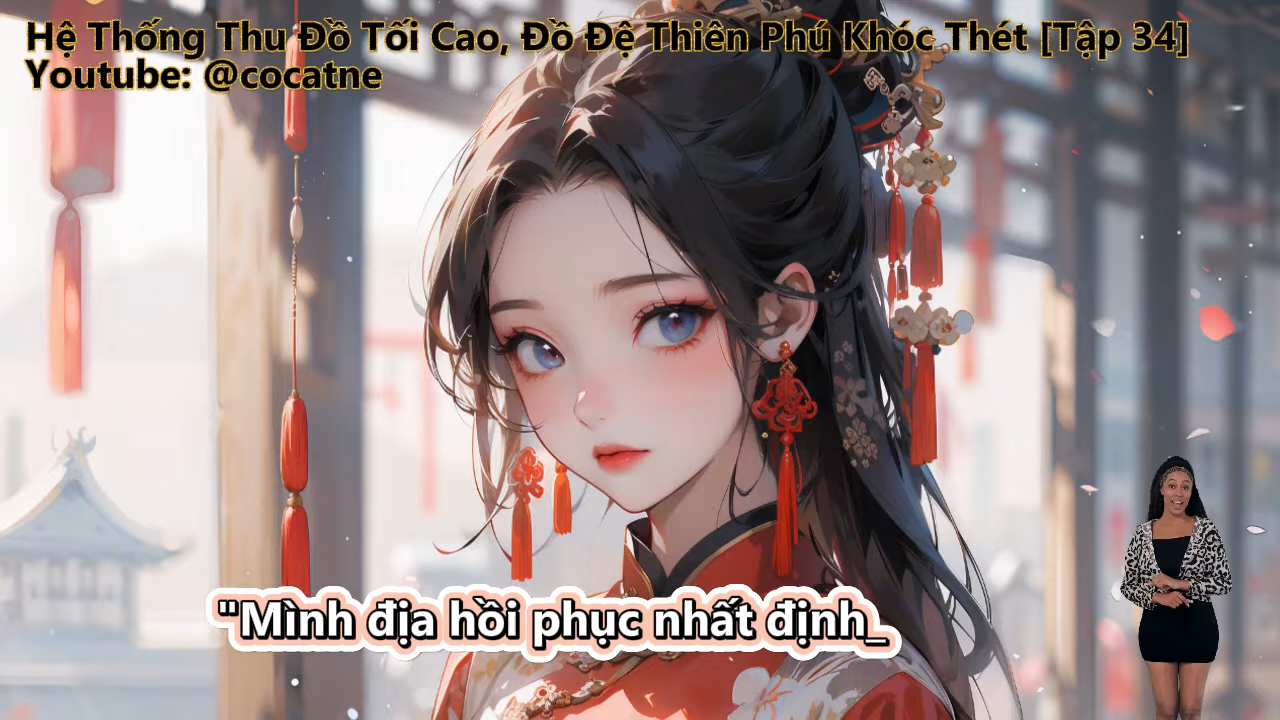 Hệ Thống Thu Đồ Tối Cao, Đồ Đệ Thiên Phú Khóc Thét [Tập 34]
Youtube: @cocatne
"Mình địa hồi phục nhất định_